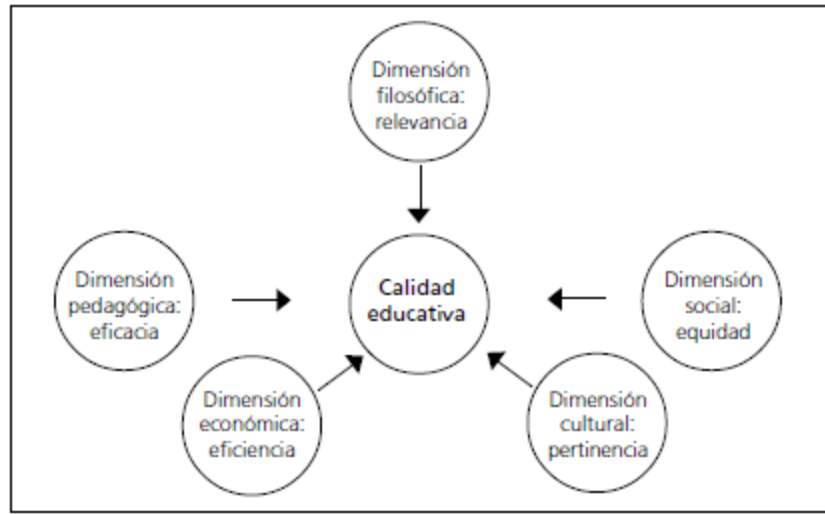 Dimensión
filosófica:
relevancia
Dimensión
pedagógica:
eficacia
Calidad
educativa
Dimensión
social:
equidad
Dimensión
económica:
eficiencia
Dimensión
cultural:
pertinencia